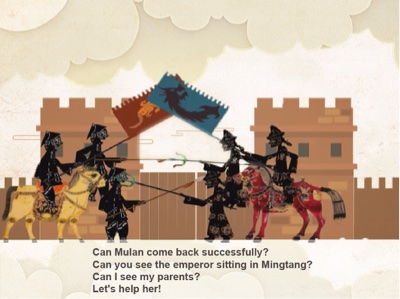 Can Mulan come back successfully?
Can you see the emperor sitting in Mingtang?
Can I see my parents?
Let's help her!